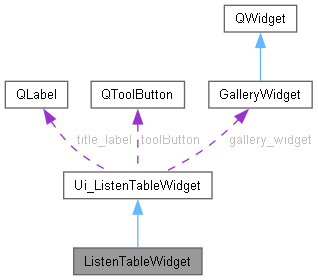 QWidget
QLabel
QToolButton
GalleryWidget
title_label
toolButton
gallery_widget
Ui_ListenTableWidget
ListenTableWidget